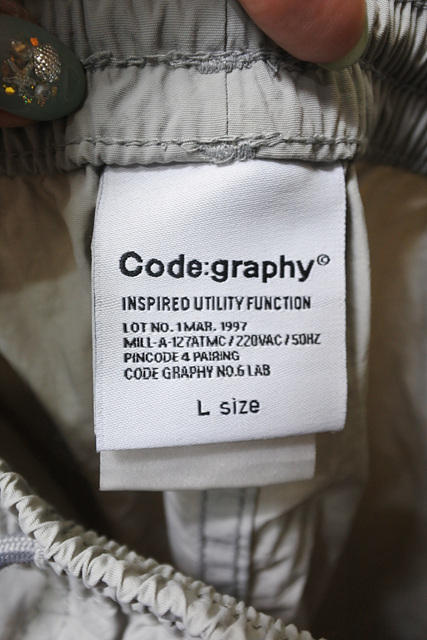 Code:graphy©
INSPIRED UTILITY FUNCTION
LOT NO. 1 MAR. 1997
MILL-A-127ATMC / 220VAC / 50HZ
PINCODE 4 PAIRING
CODE GRAPHY NO.6 LAB
L size